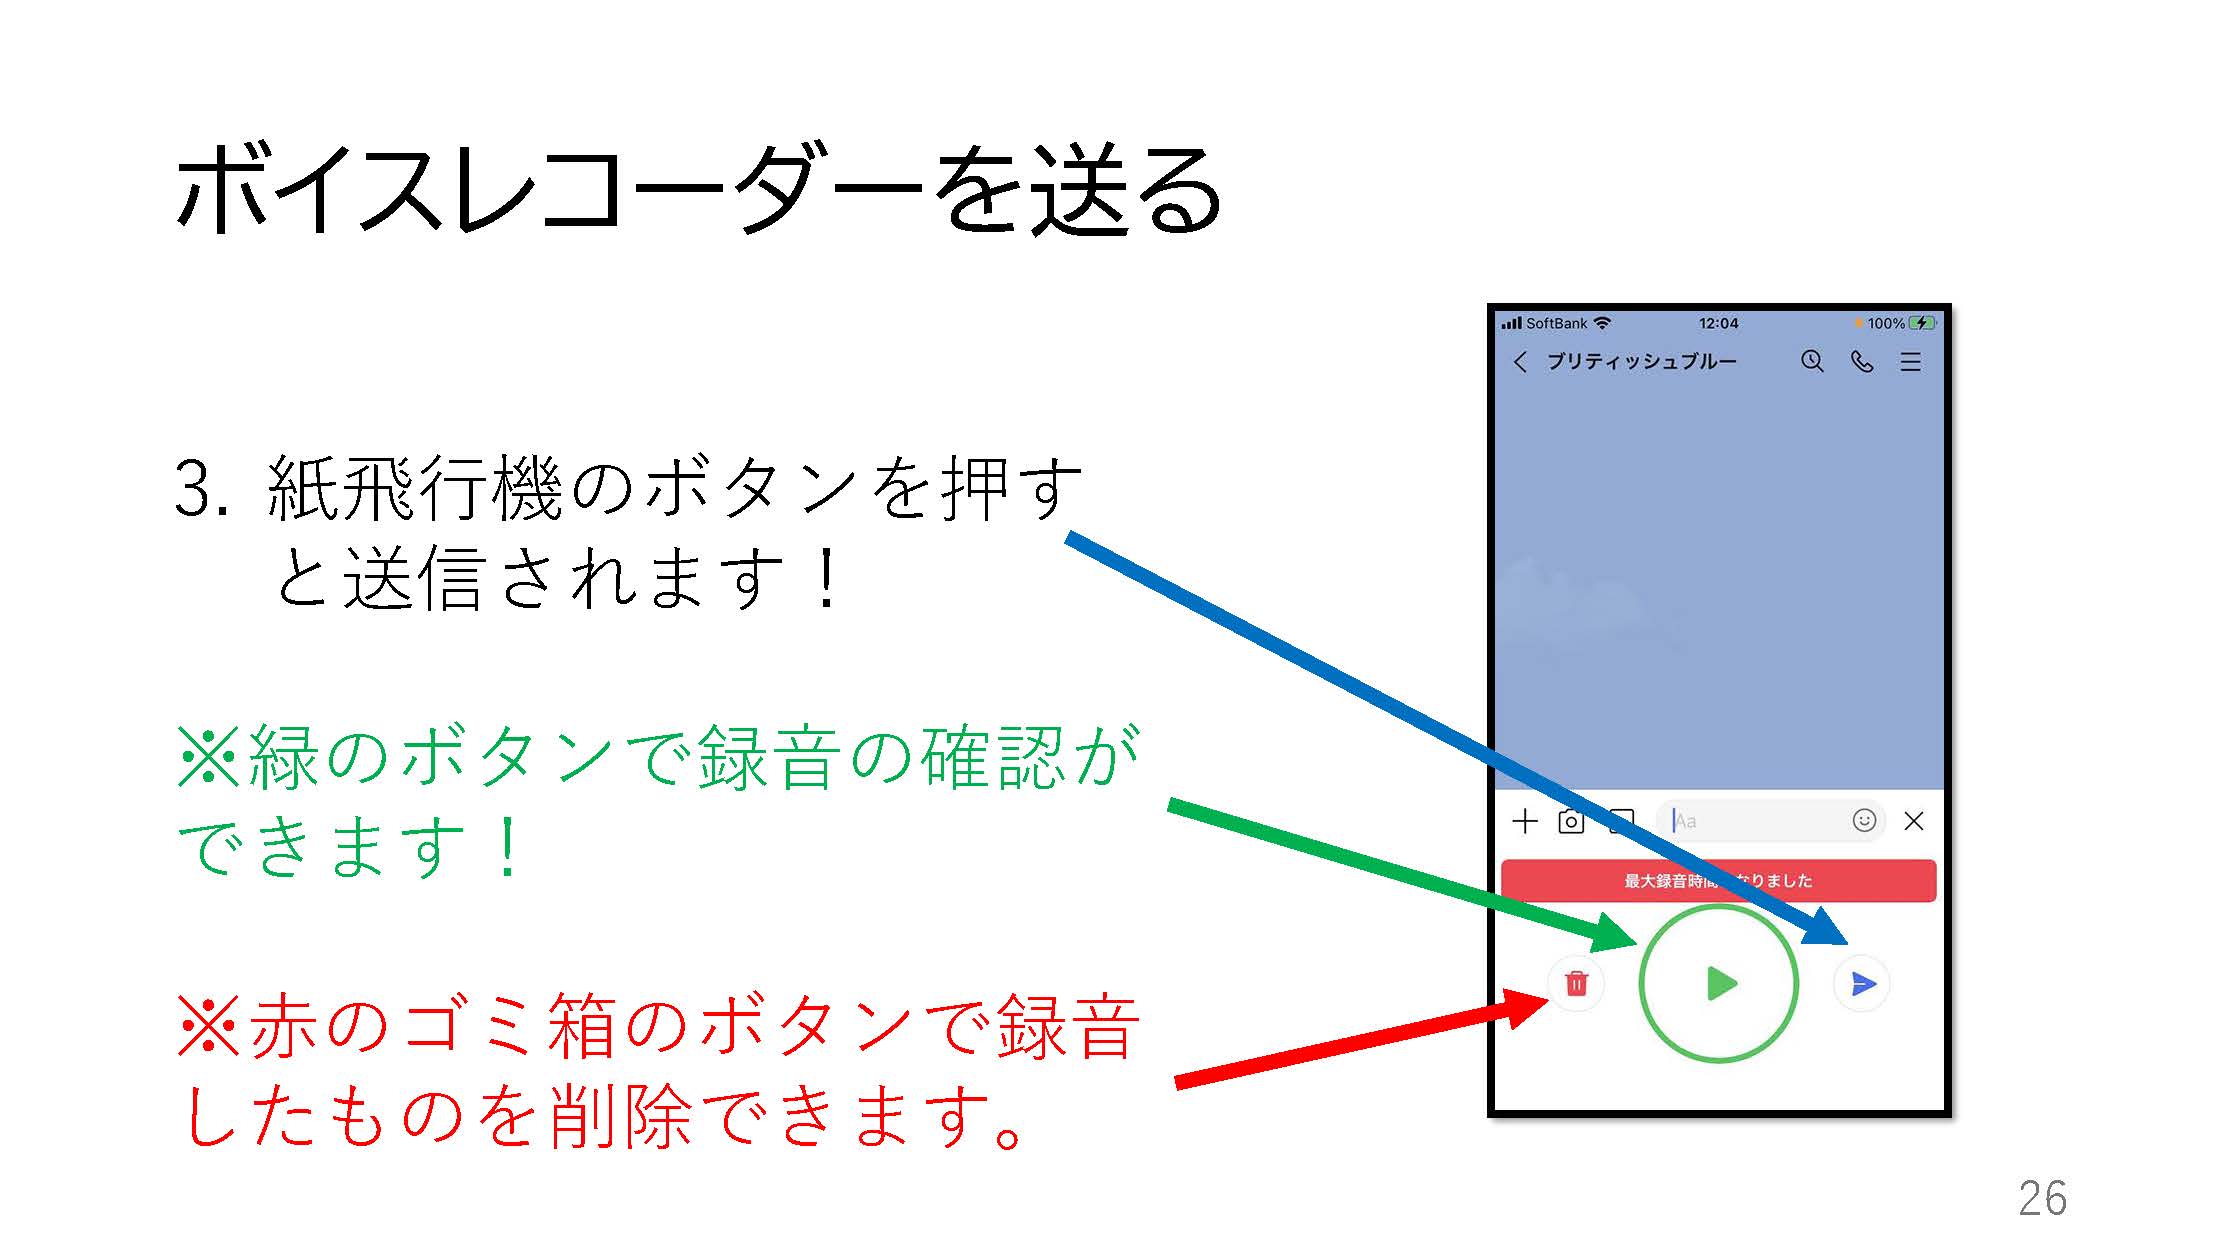 ボイスレコーダーを送る
3. 紙飛行機のボタンを押す
と送信されます！
※緑のボタンで録音の確認が
できます！
※赤のゴミ箱のボタンで録音
したものを削除できます。
SoftBank 12:04 100%
ブリティッシュブルー
Aa
最大録音時間 なりました
26